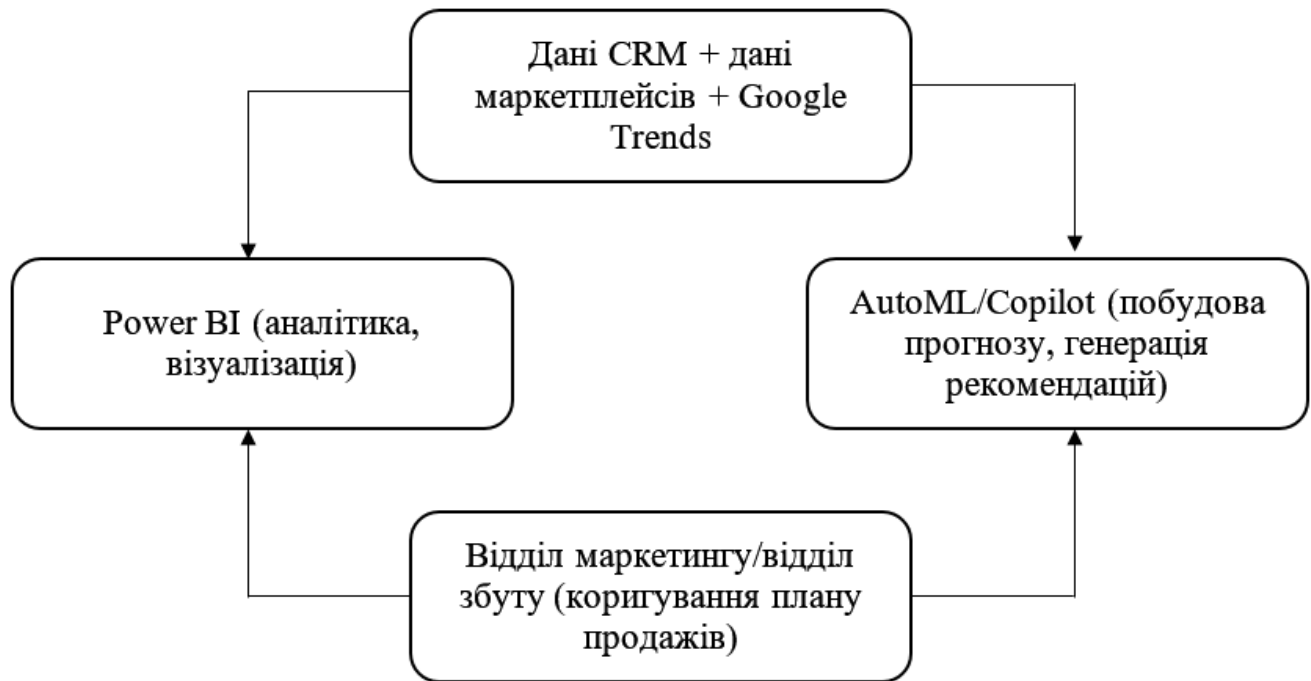 Дані CRM + дані
маркетплейсів + Google
Trends
Power BI (аналітика,
візуалізація)
AutoML/Copilot (побудова
прогнозу, генерація
рекомендацій)
Відділ маркетингу/відділ
збуту (коригування плану
продажів)